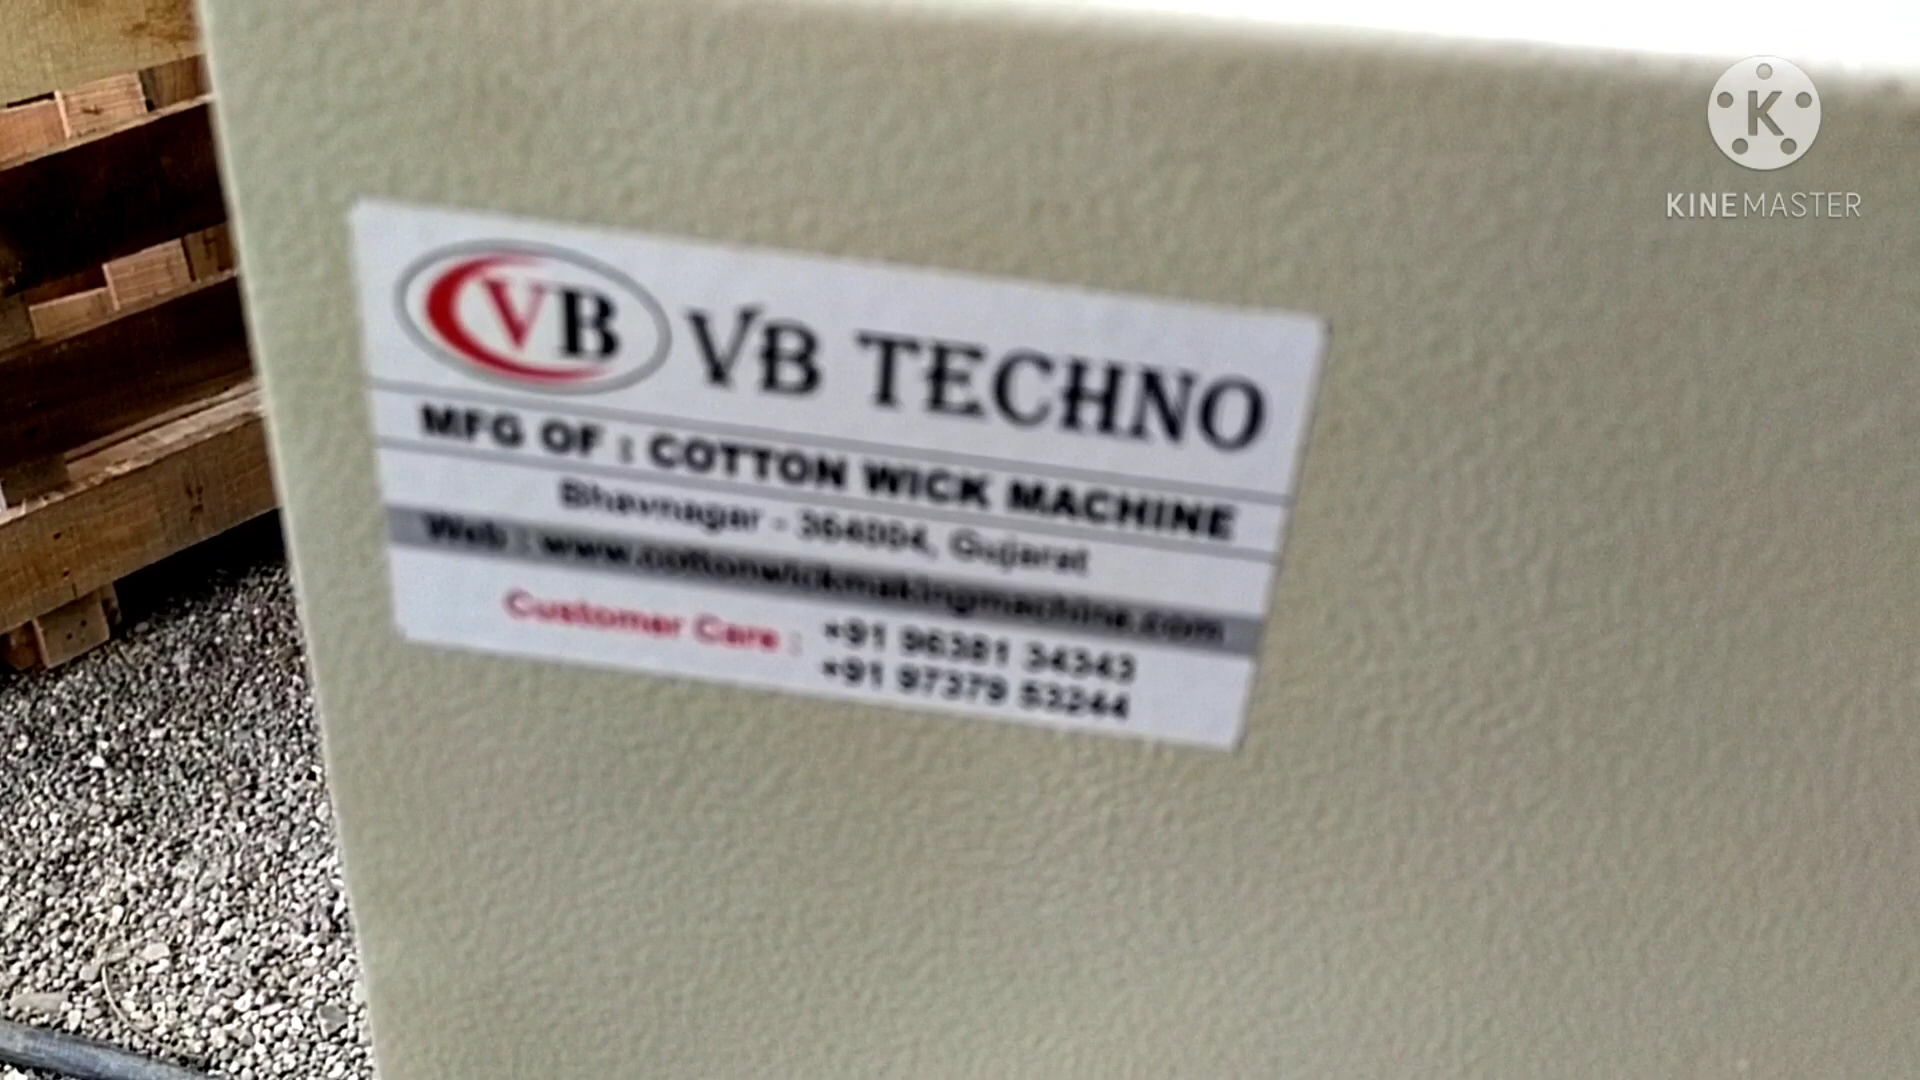 VB VB TECHNO
MFG OF : COTTON WICK MACHINE
Bhavnagar - 364004, Gujarat
Web : www.cottonwickmakingmachine.com
Customer Care : +91 96381 34343
+91 97379 53244
K
KINEMASTER